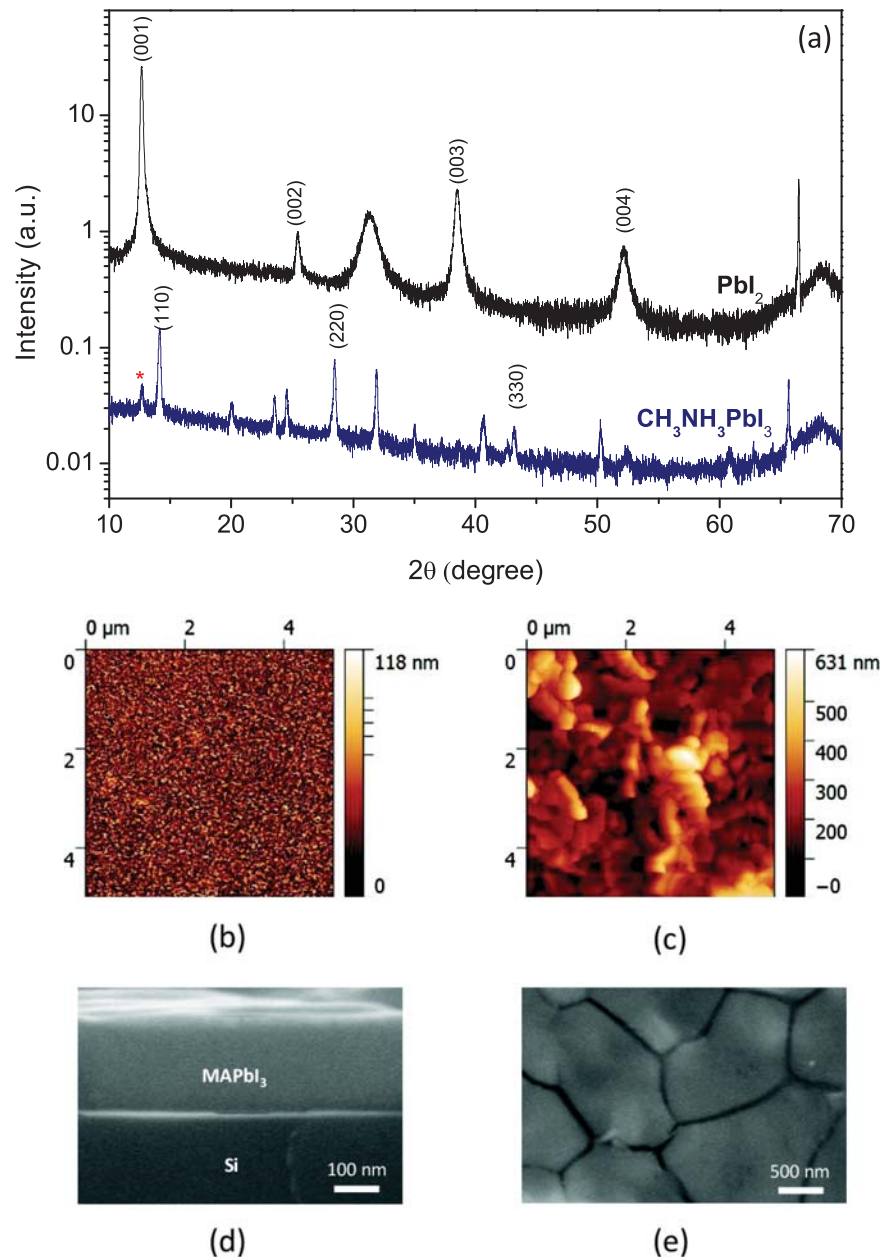 (a)
(001)
(002)
(003)
(004)
PbI2
(110)
*
(220)
(330)
CH3NH3PbI3
10
1
0.1
0.01
Intensity (a.u.)
10 20 30 40 50 60 70
2θ (degree)
0 µm 2 4
0
2
4
118 nm
0
(b)
0 µm 2 4
0
2
4
631 nm
500
400
300
200
−0
(c)
MAPbI3
Si
100 nm
(d)
500 nm
(e)